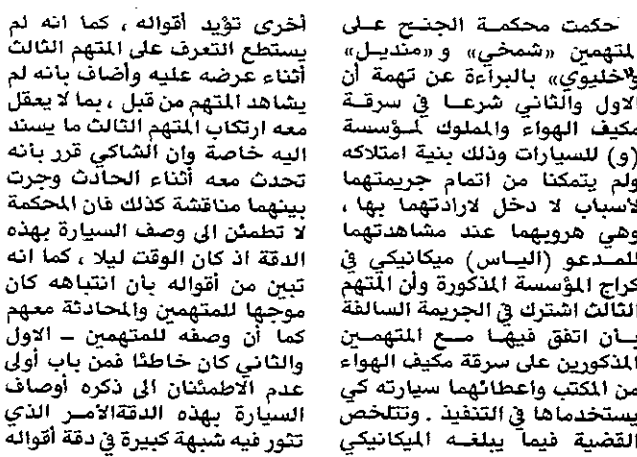 حكمت محكمة الجنح على
لمتهمين «شمخي» و«منديل»
و«خليوي» بالبراءة عن تهمة أن
الاول والثاني شرعا في سرقة
مكيف الهواء والمملوك لمؤسسة
(و) للسيارات وذلك بنية امتلاكه
ولم يتمكنا من اتمام جريمتهما
لأسباب لا دخل لارادتهما بها ،
وهي هروبهما عند مشاهدتهما
للمدعو (الياس) ميكانيكي في
كراج المؤسسة المذكورة وأن المتهم
الثالث اشترك في الجريمة السالفة
بأن اتفق فيها مع المتهمين
المذكورين على سرقة مكيف الهواء
من المكتب واعطائهما سيارته كي
يستخدماها في التنفيذ . وتتلخص
القضية فيما يبلغه الميكانيكي
أخرى تؤيد أقواله ، كما انه لم
يستطع التعرف على المتهم الثالث
أثناء عرضه عليه وأضاف بأنه لم
يشاهد المتهم من قبل ، بما لا يعقل
معه ارتكاب المتهم الثالث ما يسند
اليه خاصة وان الشاكي قرر بأنه
تحدث معه أثناء الحادث وجرت
بينهما مناقشة كذلك فان المحكمة
لا تطمئن الى وصف السيارة بهذه
الدقة اذ كان الوقت ليلا ، كما انه
تبين من أقواله بأن انتباهه كان
موجها للمتهمين والمحادثة معهم
كما أن وصفه للمتهمين – الاول
والثاني كان خاطئا فمن باب أولى
عدم الاطمئنان الى ذكره أوصاف
السيارة بهذه الدقة الأمر الذي
تثور فيه شبهة كبيرة في دقة أقواله